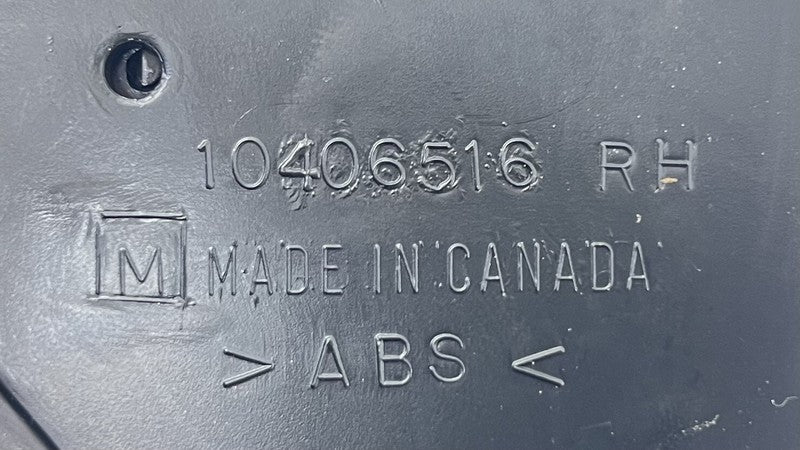 10406516 RH
M MADE IN CANADA
> ABS <